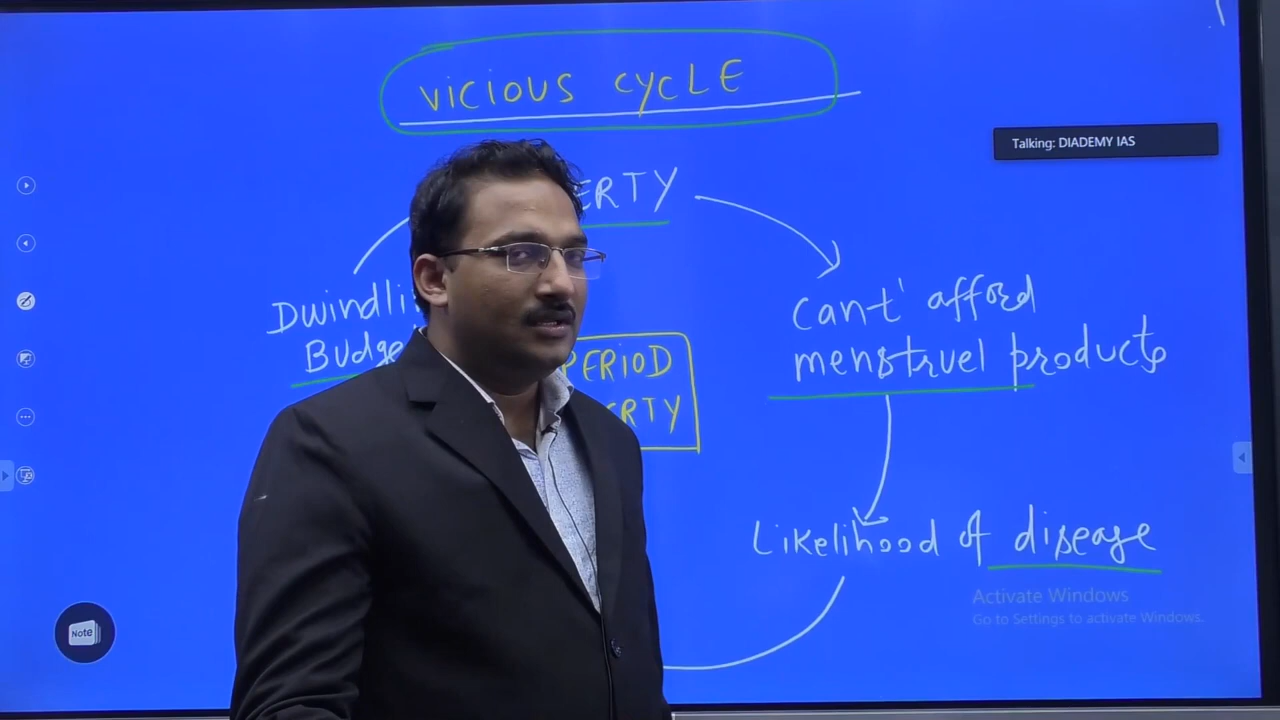 VICIOUS CYCLE
Talking: DIADEMY IAS
ERTY
Dwindli
Budge
can't afford
menstruel products
PERIOD
ERTY
Likelihood of disease
Activate Windows
Go to Settings to activate Windows.
Note